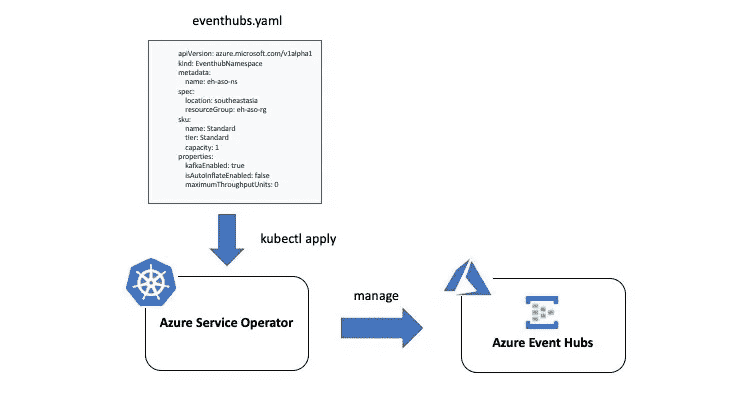 eventhubs.yaml
apiVersion: azure.microsoft.com/v1alpha1
kind: EventhubNamespace
metadata:
name: eh-aso-ns
spec:
location: southeastasia
resourceGroup: eh-aso-rg
sku:
name: Standard
tier: Standard
capacity: 1
properties:
kafkaEnabled: true
isAutoInflateEnabled: false
maximumThroughputUnits: 0
kubectl apply
Azure Service Operator
manage
Azure Event Hubs